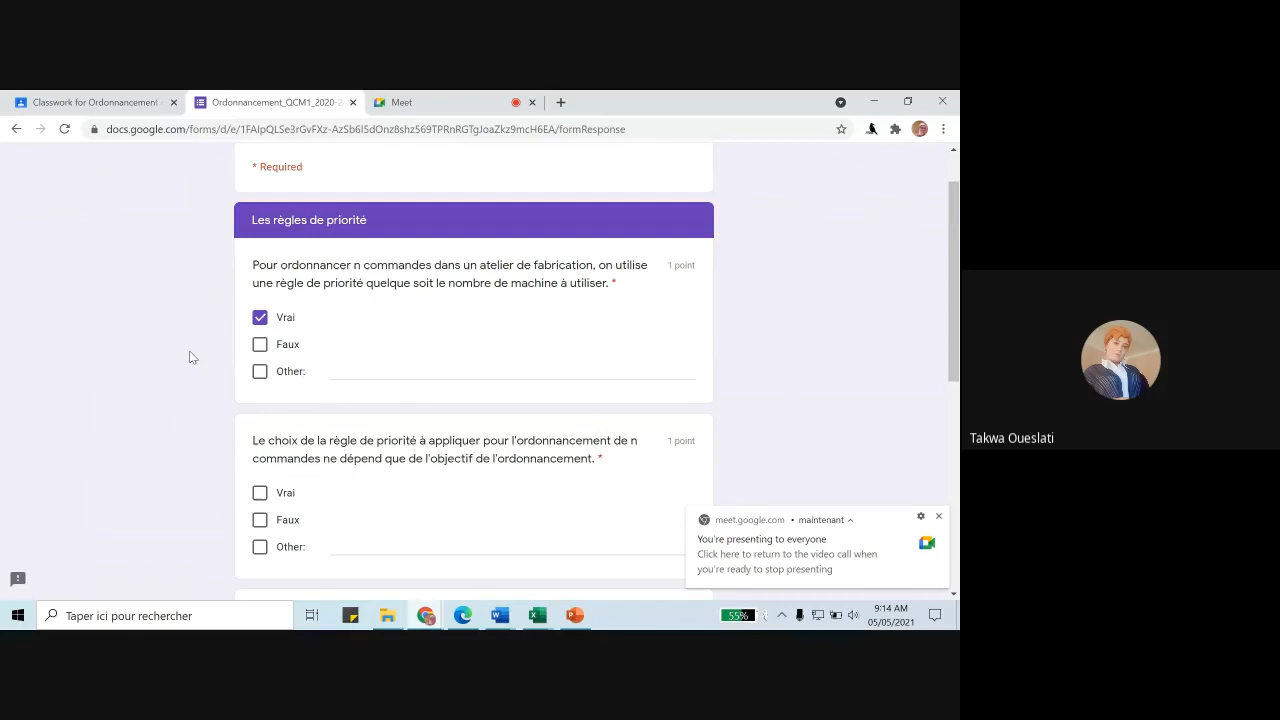 Classwork for Ordonnancement
Ordonnancement_QCM1_2020-2
Meet
docs.google.com/forms/d/e/1FAIpQLSe3rGvFXz-AzSb6I5dOnz8shz569TPRnRGTgJoaZkz9mcH6EA/formResponse
* Required
Les règles de priorité
Pour ordonnancer n commandes dans un atelier de fabrication, on utilise
une règle de priorité quelque soit le nombre de machine à utiliser. *
1 point
Vrai
Faux
Other:
Le choix de la règle de priorité à appliquer pour l'ordonnancement de n
commandes ne dépend que de l'objectif de l'ordonnancement. *
1 point
Vrai
Faux
Other:
meet.google.com • maintenant
You're presenting to everyone
Click here to return to the video call when
you're ready to stop presenting
Takwa Oueslati
Taper ici pour rechercher
55%
9:14 AM
05/05/2021